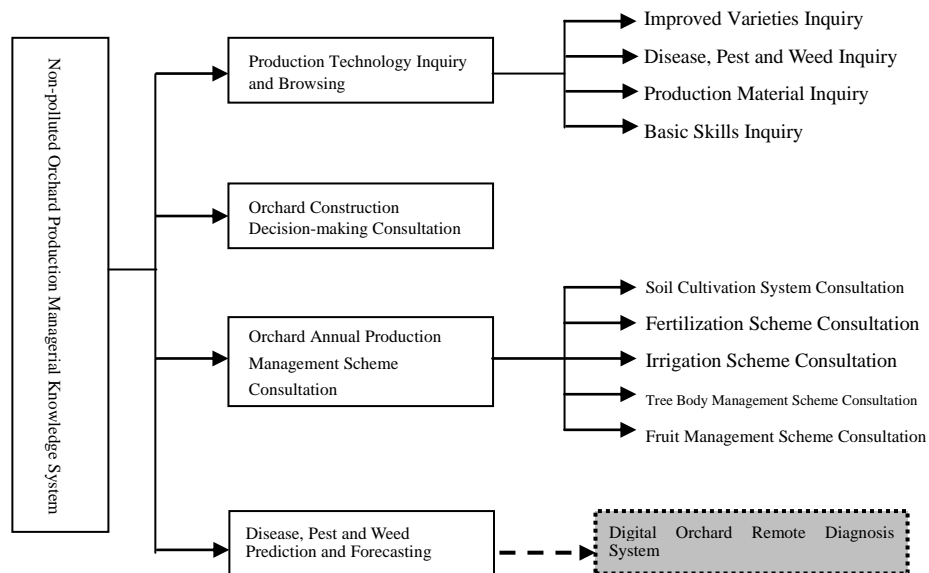 Non-polluted Orchard Production Managerial Knowledge System
Production Technology Inquiry
and Browsing
Improved Varieties Inquiry
Disease, Pest and Weed Inquiry
Production Material Inquiry
Basic Skills Inquiry
Orchard Construction
Decision-making Consultation
Orchard Annual Production
Management Scheme
Consultation
Soil Cultivation System Consultation
Fertilization Scheme Consultation
Irrigation Scheme Consultation
Tree Body Management Scheme Consultation
Fruit Management Scheme Consultation
Disease, Pest and Weed
Prediction and Forecasting
Digital Orchard Remote Diagnosis
System